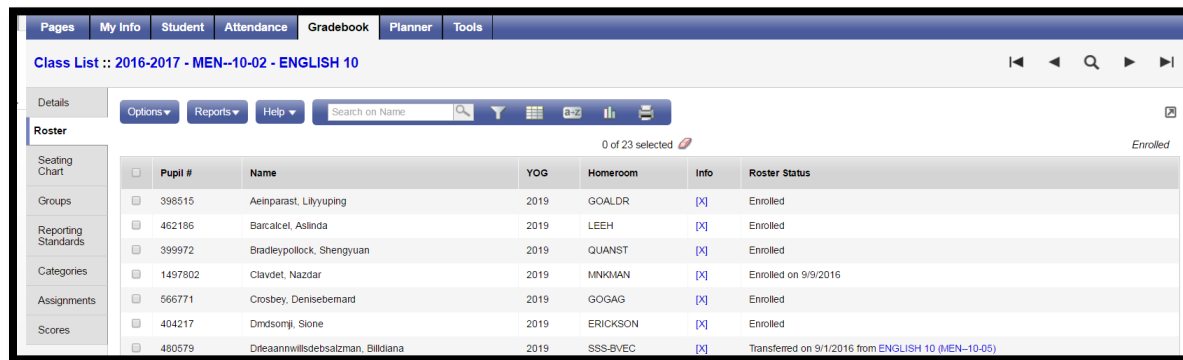 Pages My Info Student Attendance Gradebook Planner Tools
Class List :: 2016-2017 - MEN--10-02 - ENGLISH 10
Details
Roster
Seating
Chart
Groups
Reporting
Standards
Categories
Assignments
Scores
Options Reports Help Search on Name a-z
0 of 23 selected Enrolled
Pupil # Name YOG Homeroom Info Roster Status
398515 Aeinparast, Lilyyuping 2019 GOALDR [X] Enrolled
462186 Barcalcel, Aslinda 2019 LEEH [X] Enrolled
399972 Bradleypollock, Shengyuan 2019 QUANST [X] Enrolled
1497802 Clavdet, Nazdar 2019 MNKMAN [X] Enrolled on 9/9/2016
566771 Crosbey, Denisebernard 2019 GOGAG [X] Enrolled
404217 Dmdsomji, Sione 2019 ERICKSON [X] Enrolled
480579 Drleaannwillsdebsalzman, Billdiana 2019 SSS-BVEC [X] Transferred on 9/1/2016 from ENGLISH 10 (MEN--10-05)